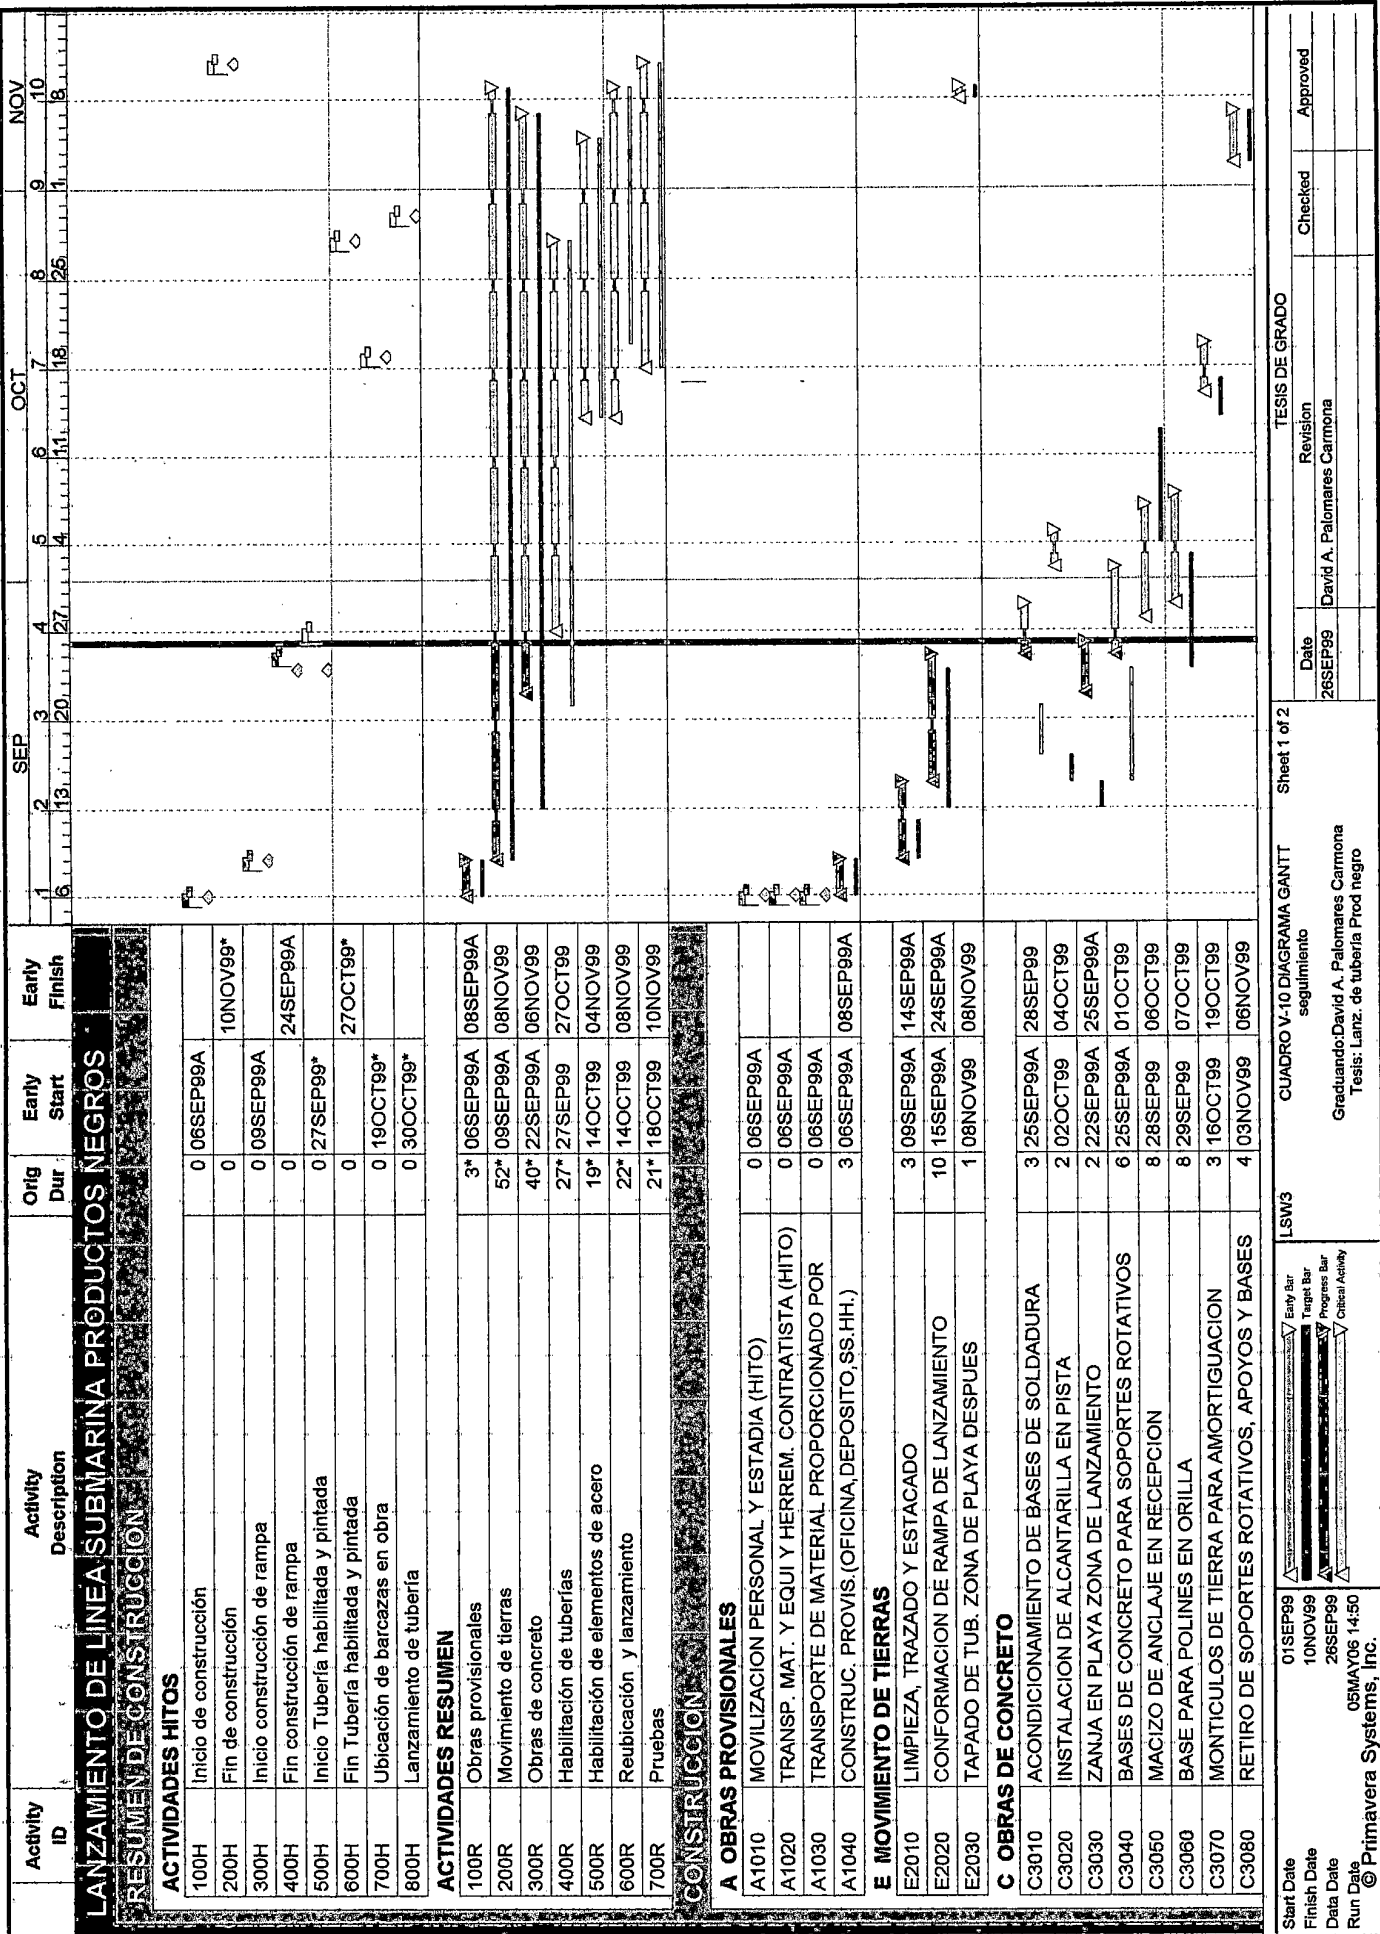 Activity ID Activity Description Orig Dur Early Start Early Finish
SEP OCT NOV
1 2 3 4 5 6 7 8 9 10
6 13 20 27 4 11 18 25 1 8
LANZAMIENTO DE LINEA SUBMARINA PRODUCTOS NEGROS
RESUMEN DE CONSTRUCCION
ACTIVIDADES HITOS
100H Inicio de construcción 0 06SEP99A
200H Fin de construcción 0 10NOV99*
300H Inicio construcción de rampa 0 09SEP99A
400H Fin construcción de rampa 0 24SEP99A
500H Inicio Tubería habilitada y pintada 0 27SEP99*
600H Fin Tubería habilitada y pintada 0 27OCT99*
700H Ubicación de barcazas en obra 0 19OCT99*
800H Lanzamiento de tubería 0 30OCT99*
ACTIVIDADES RESUMEN
100R Obras provisionales 3* 06SEP99A 08SEP99A
200R Movimiento de tierras 52* 09SEP99A 08NOV99
300R Obras de concreto 40* 22SEP99A 06NOV99
400R Habilitación de tuberías 27* 27SEP99 27OCT99
500R Habilitación de elementos de acero 19* 14OCT99 04NOV99
600R Reubicación y lanzamiento 22* 14OCT99 08NOV99
700R Pruebas 21* 18OCT99 10NOV99
CONSTRUCCION
A OBRAS PROVISIONALES
A1010 MOVILIZACION PERSONAL Y ESTADIA (HITO) 0 06SEP99A
A1020 TRANSP. MAT. Y EQUI Y HERREM. CONTRATISTA (HITO) 0 06SEP99A
A1030 TRANSPORTE DE MATERIAL PROPORCIONADO POR 0 06SEP99A
A1040 CONSTRUC. PROVIS.(OFICINA,DEPOSITO,SS.HH.) 3 06SEP99A 08SEP99A
E MOVIMIENTO DE TIERRAS
E2010 LIMPIEZA, TRAZADO Y ESTACADO 3 09SEP99A 14SEP99A
E2020 CONFORMACION DE RAMPA DE LANZAMIENTO 10 15SEP99A 24SEP99A
E2030 TAPADO DE TUB. ZONA DE PLAYA DESPUES 1 08NOV99 08NOV99
C OBRAS DE CONCRETO
C3010 ACONDICIONAMIENTO DE BASES DE SOLDADURA 3 25SEP99A 28SEP99
C3020 INSTALACION DE ALCANTARILLA EN PISTA 2 02OCT99 04OCT99
C3030 ZANJA EN PLAYA ZONA DE LANZAMIENTO 2 22SEP99A 25SEP99A
C3040 BASES DE CONCRETO PARA SOPORTES ROTATIVOS 6 25SEP99A 01OCT99
C3050 MACIZO DE ANCLAJE EN RECEPCION 8 28SEP99 06OCT99
C3060 BASE PARA POLINES EN ORILLA 8 29SEP99 07OCT99
C3070 MONTICULOS DE TIERRA PARA AMORTIGUACION 3 16OCT99 19OCT99
C3080 RETIRO DE SOPORTES ROTATIVOS, APOYOS Y BASES 4 03NOV99 06NOV99
Start Date 01SEP99
Finish Date 10NOV99
Data Date 26SEP99
Run Date 05MAY06 14:50
© Primavera Systems, Inc.
Early Bar
Target Bar
Progress Bar
Critical Activity
LSW3
CUADRO V-10 DIAGRAMA GANTT
seguimiento
Graduando:David A. Palomares Carmona
Tesis: Lanz. de tubería Prod negro
Sheet 1 of 2
TESIS DE GRADO
Date Revision Checked Approved
26SEP99 David A. Palomares Carmona